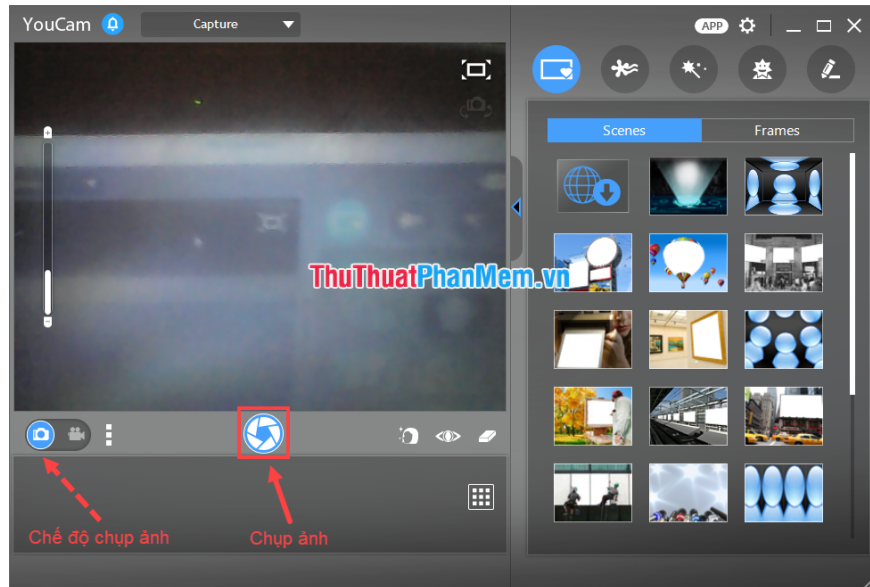 YouCam
Capture
APP
Scenes
Frames
ThuThuatPhanMem.vn
Chế độ chụp ảnh
Chụp ảnh